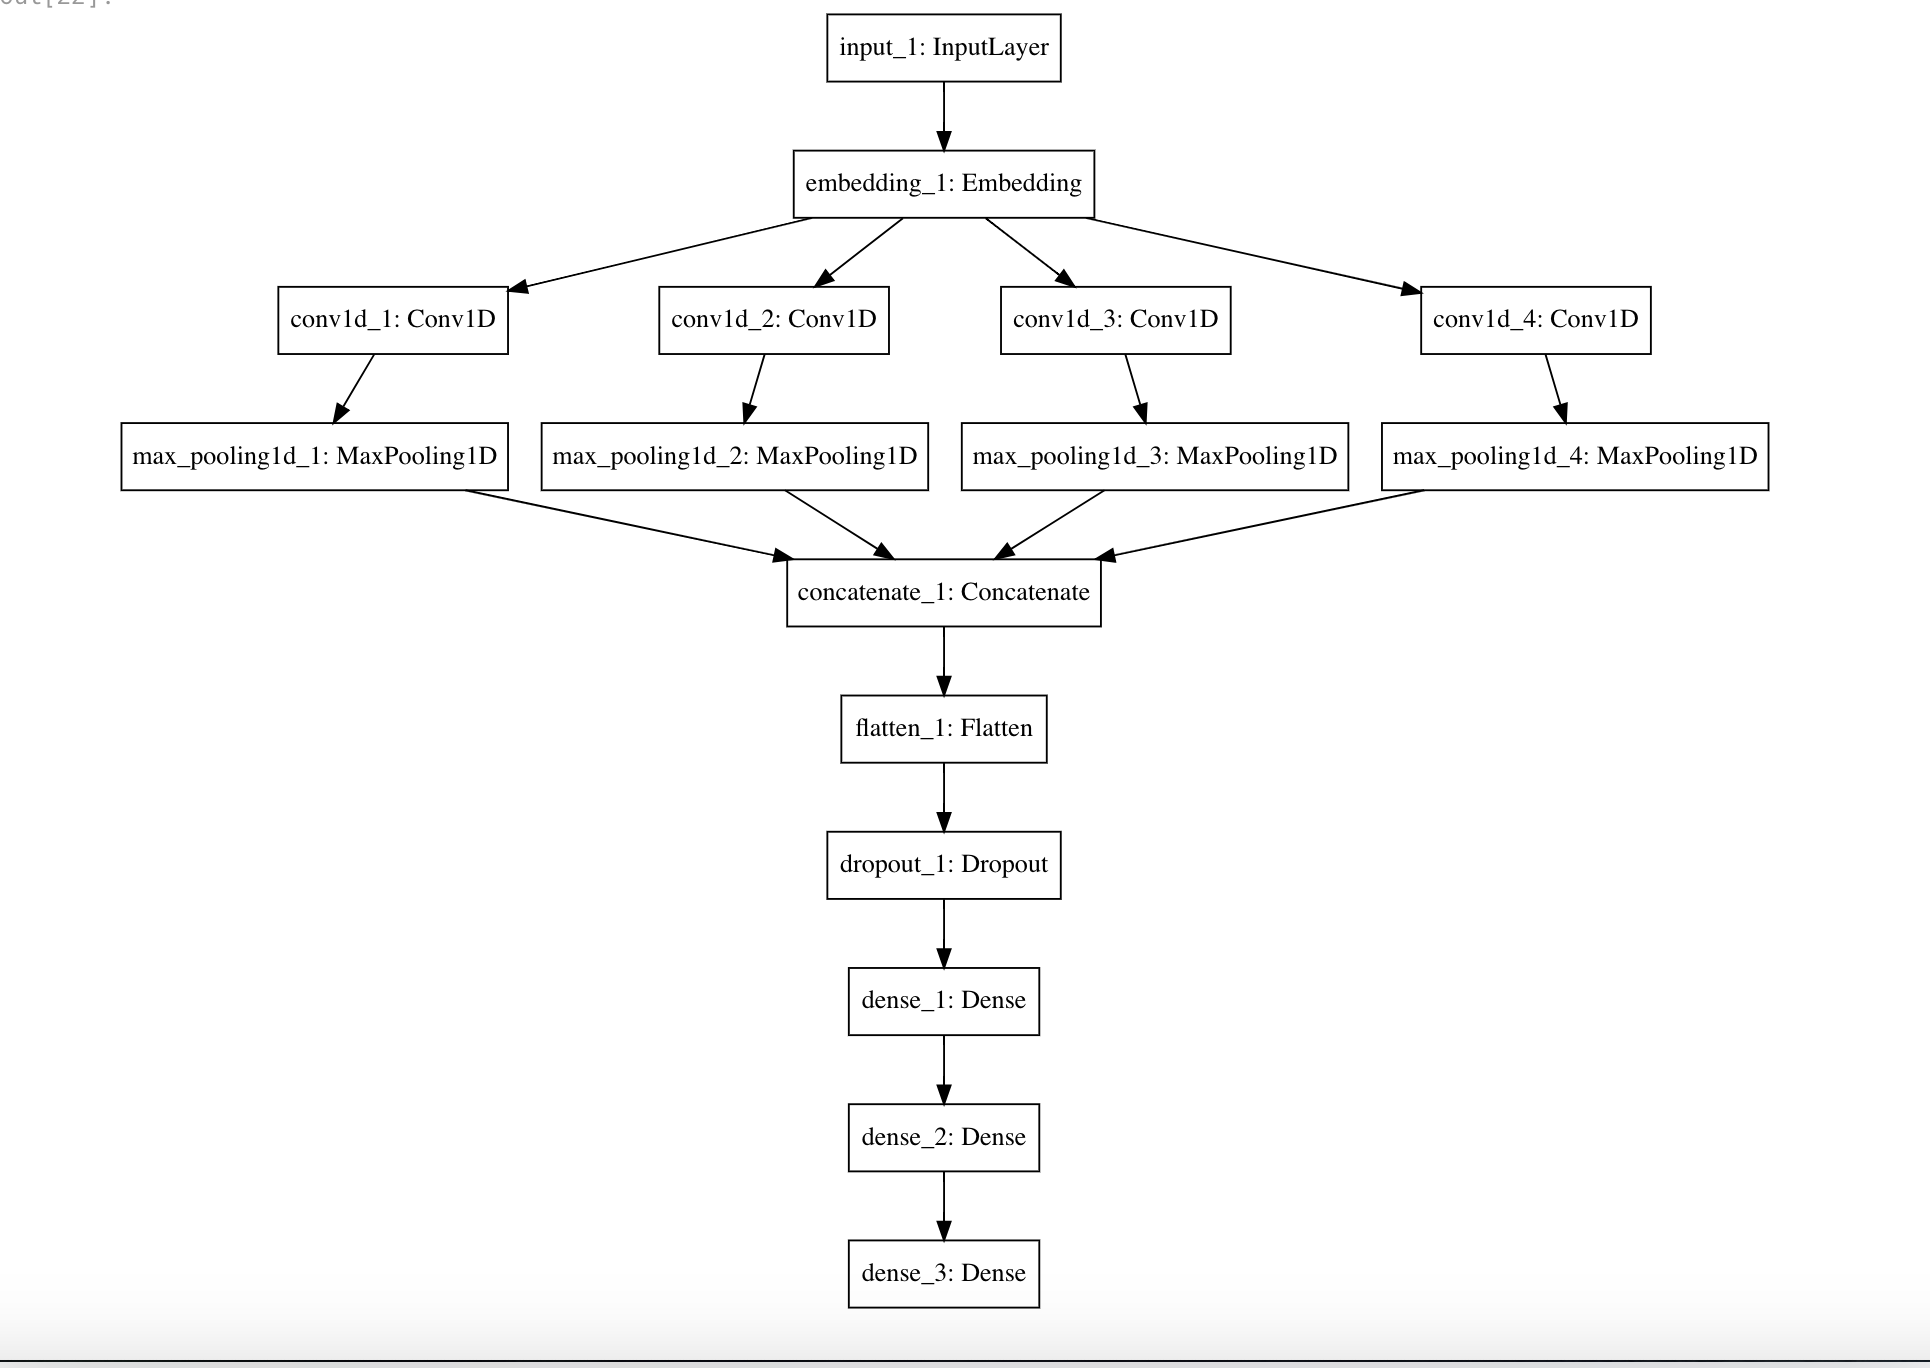 out[22]:
input_1: InputLayer
embedding_1: Embedding
conv1d_1: Conv1D
conv1d_2: Conv1D
conv1d_3: Conv1D
conv1d_4: Conv1D
max_pooling1d_1: MaxPooling1D
max_pooling1d_2: MaxPooling1D
max_pooling1d_3: MaxPooling1D
max_pooling1d_4: MaxPooling1D
concatenate_1: Concatenate
flatten_1: Flatten
dropout_1: Dropout
dense_1: Dense
dense_2: Dense
dense_3: Dense